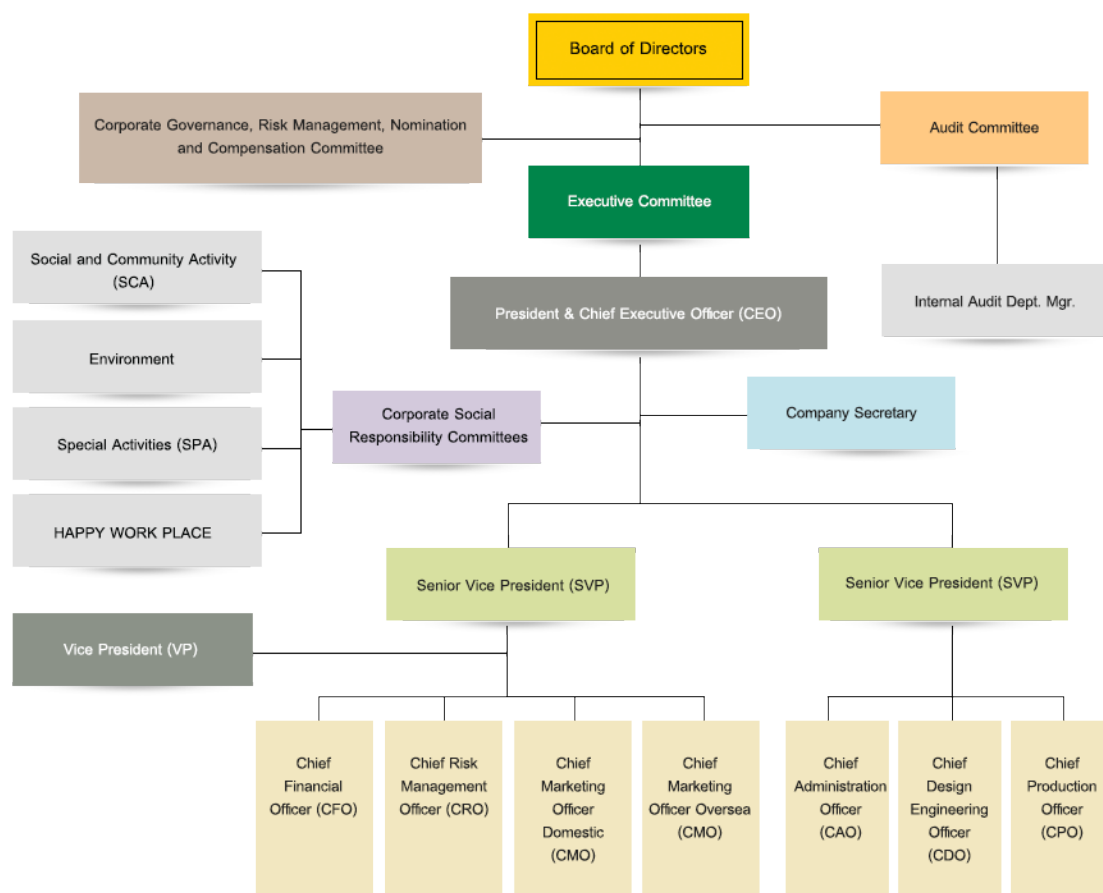 Board of Directors
Corporate Governance, Risk Management, Nomination
and Compensation Committee
Audit Committee
Executive Committee
Social and Community Activity
(SCA)
President & Chief Executive Officer (CEO)
Internal Audit Dept. Mgr.
Environment
Corporate Social
Responsibility Committees
Company Secretary
Special Activities (SPA)
HAPPY WORK PLACE
Senior Vice President (SVP)
Senior Vice President (SVP)
Vice President (VP)
Chief
Financial
Officer (CFO)
Chief Risk
Management
Officer (CRO)
Chief
Marketing
Officer
Domestic
(CMO)
Chief
Marketing
Officer Oversea
(CMO)
Chief
Administration
Officer
(CAO)
Chief
Design
Engineering
Officer
(CDO)
Chief
Production
Officer
(CPO)